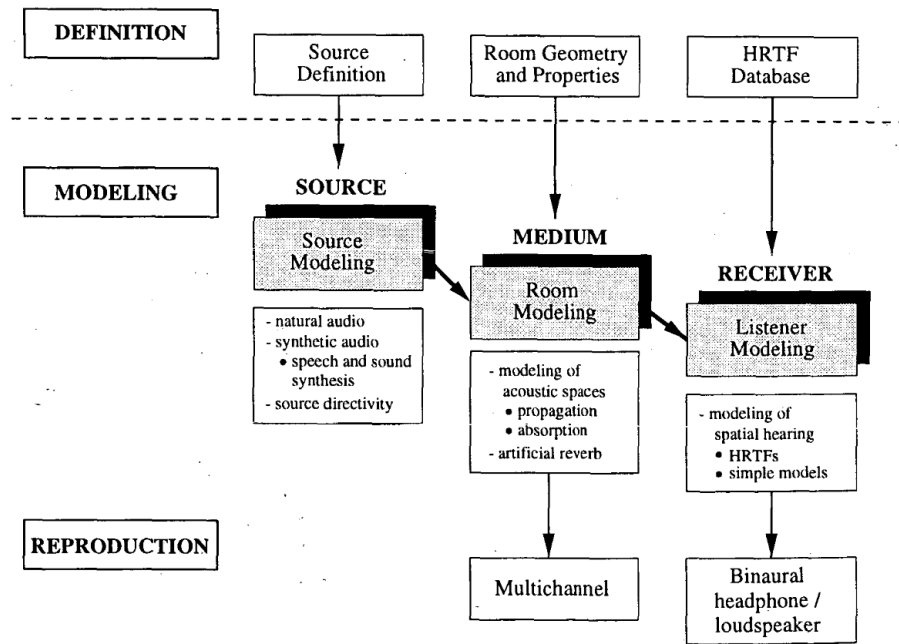 DEFINITION
Source
Definition
Room Geometry
and Properties
HRTF
Database
MODELING
SOURCE
Source
Modeling
- natural audio
- synthetic audio
• speech and sound
synthesis
- source directivity
MEDIUM
Room
Modeling
- modeling of
acoustic spaces
• propagation
• absorption
- artificial reverb
RECEIVER
Listener
Modeling
- modeling of
spatial hearing
• HRTFs
• simple models
REPRODUCTION
Multichannel
Binaural
headphone /
loudspeaker